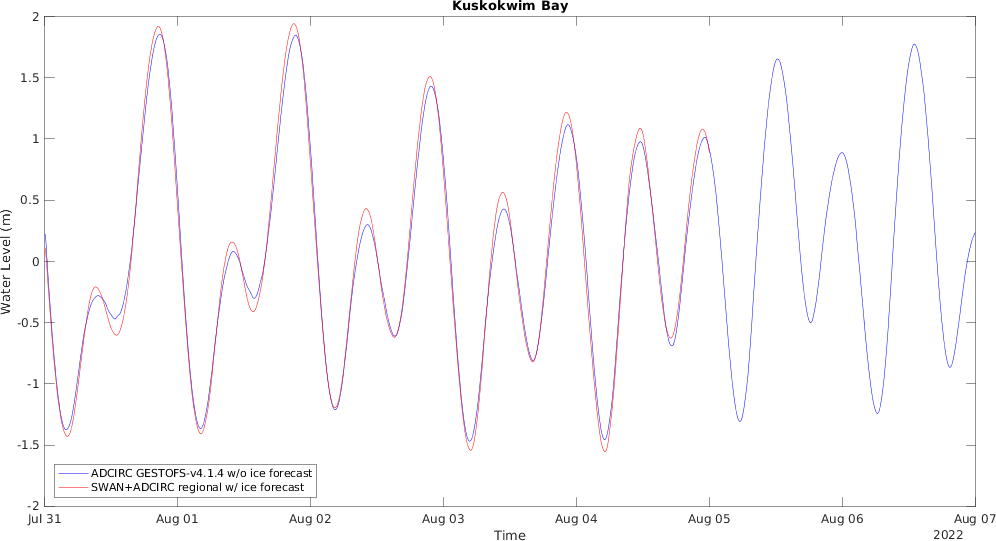 Kuskokwim Bay
2
1.5
1
0.5
0
-0.5
-1
-1.5
-2
Water Level (m)
ADCIRC GESTOFS-v4.1.4 w/o ice forecast
SWAN+ADCIRC regional w/ ice forecast
Jul 31 Aug 01 Aug 02 Aug 03 Aug 04 Aug 05 Aug 06 Aug 07
Time
2022